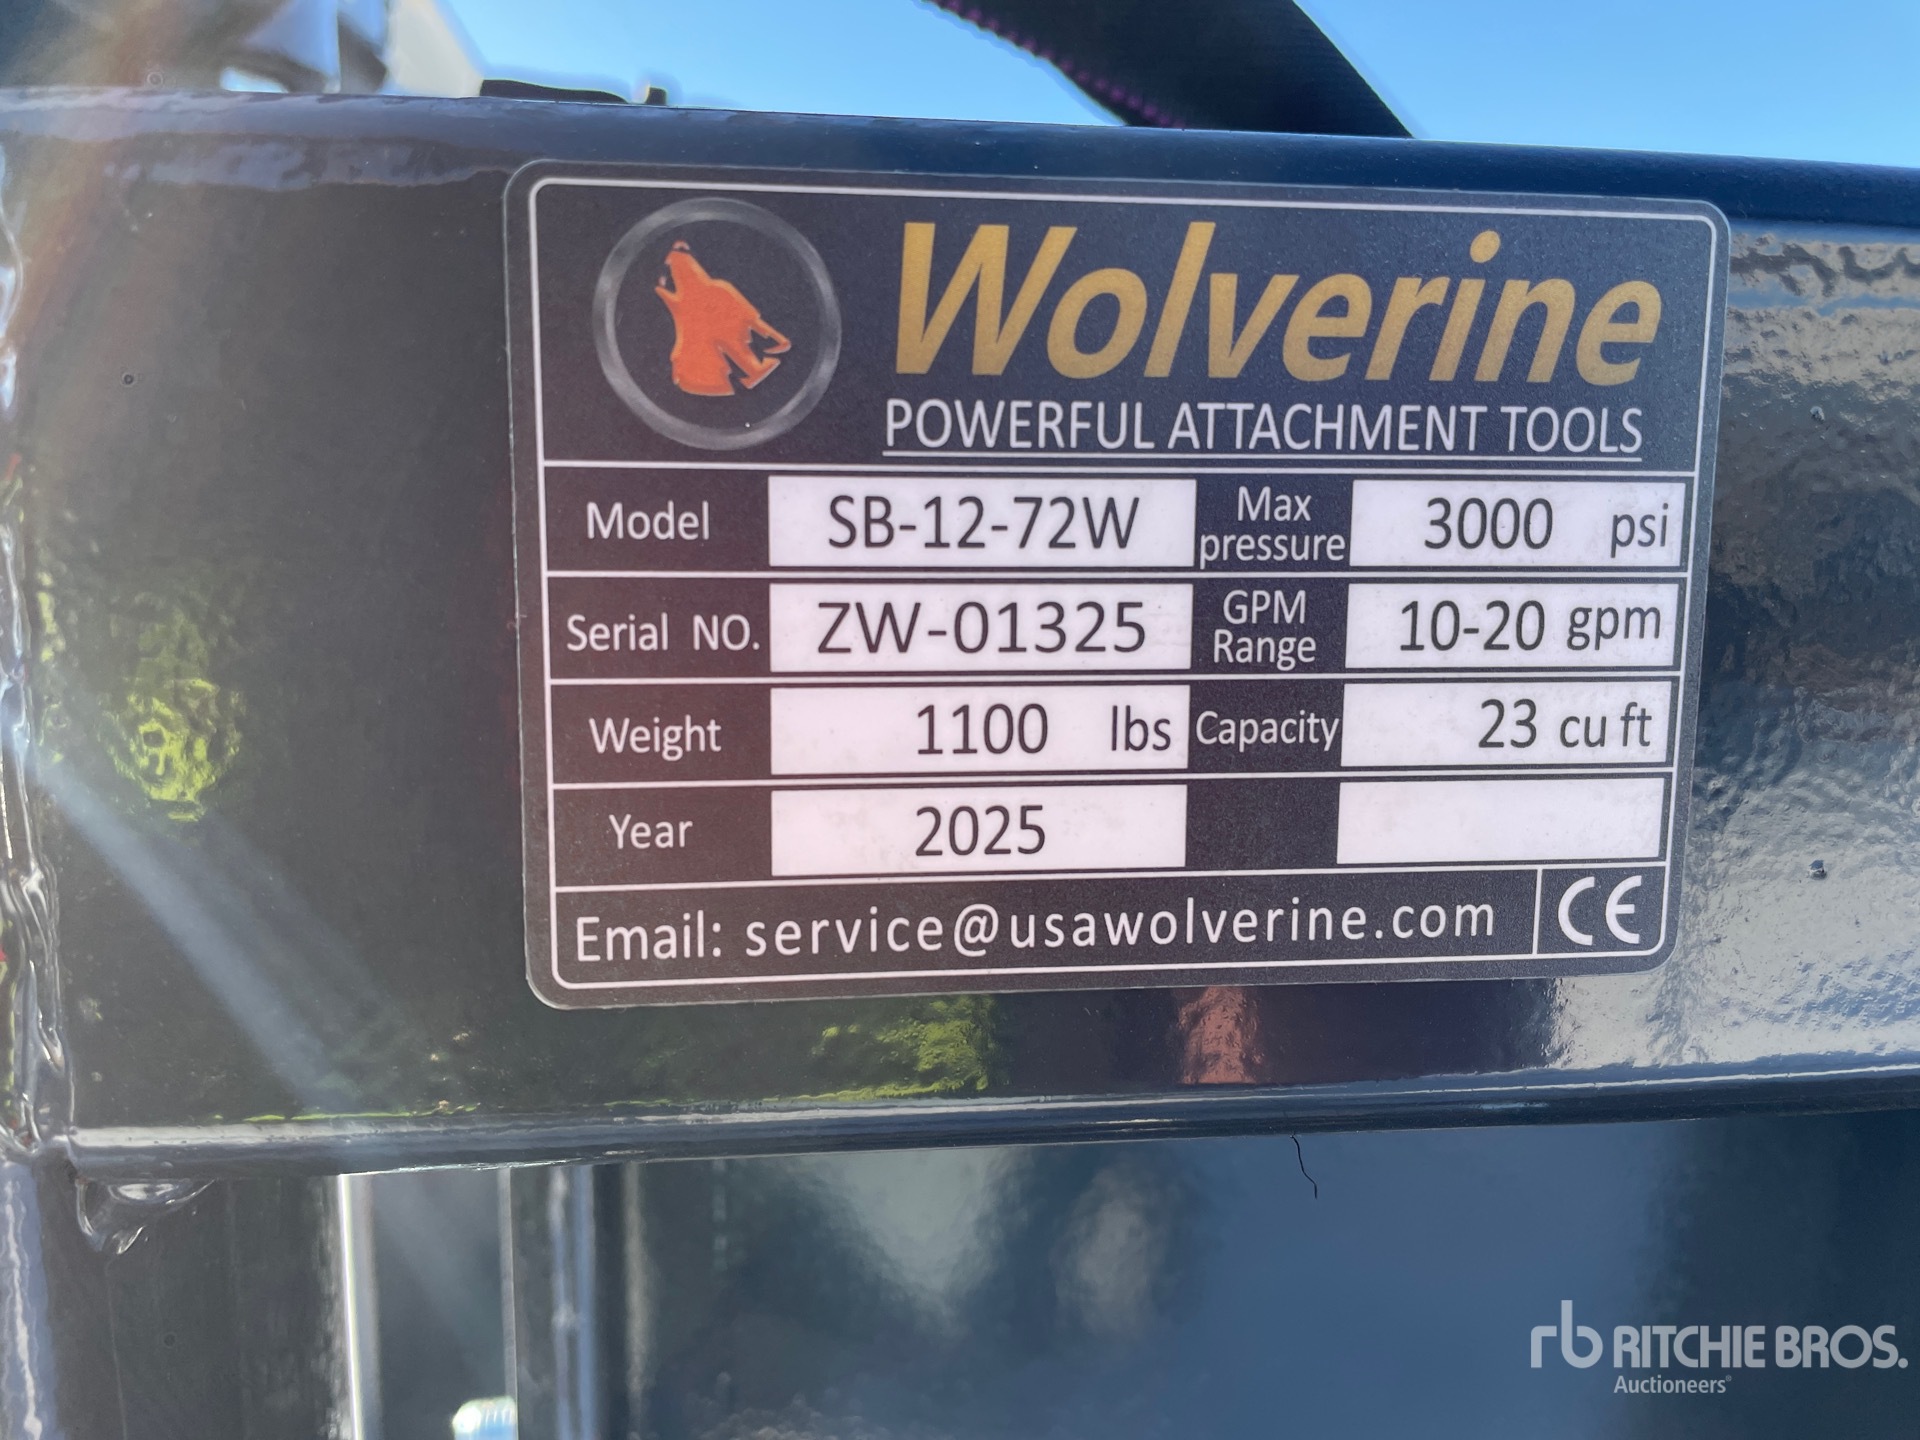 Wolverine
POWERFUL ATTACHMENT TOOLS
Model SB-12-72W Max pressure 3000 psi
Serial NO. ZW-01325 GPM Range 10-20 gpm
Weight 1100 lbs Capacity 23 cu ft
Year 2025
Email: service@usawolverine.com CE
rb RITCHIE BROS.
Auctioneers®